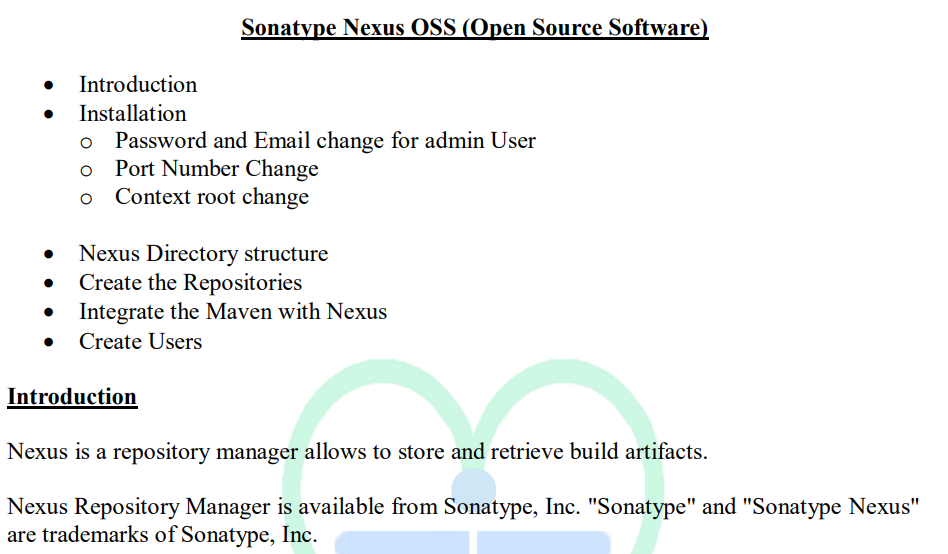 Sonatype Nexus OSS (Open Source Software)
• Introduction
• Installation
o Password and Email change for admin User
o Port Number Change
o Context root change
• Nexus Directory structure
• Create the Repositories
• Integrate the Maven with Nexus
• Create Users
Introduction
Nexus is a repository manager allows to store and retrieve build artifacts.
Nexus Repository Manager is available from Sonatype, Inc. "Sonatype" and "Sonatype Nexus"
are trademarks of Sonatype, Inc.